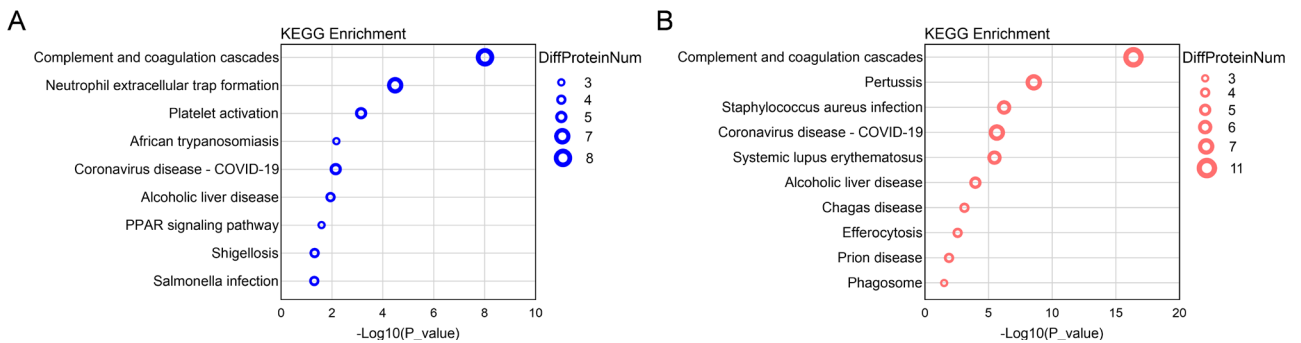 A
KEGG Enrichment
Complement and coagulation cascades
Neutrophil extracellular trap formation
Platelet activation
African trypanosomiasis
Coronavirus disease - COVID-19
Alcoholic liver disease
PPAR signaling pathway
Shigellosis
Salmonella infection
0 2 4 6 8 10
-Log10(P_value)
DiffProteinNum
3
4
5
7
8
B
KEGG Enrichment
Complement and coagulation cascades
Pertussis
Staphylococcus aureus infection
Coronavirus disease - COVID-19
Systemic lupus erythematosus
Alcoholic liver disease
Chagas disease
Efferocytosis
Prion disease
Phagosome
0 5 10 15 20
-Log10(P_value)
DiffProteinNum
3
4
5
6
7
11